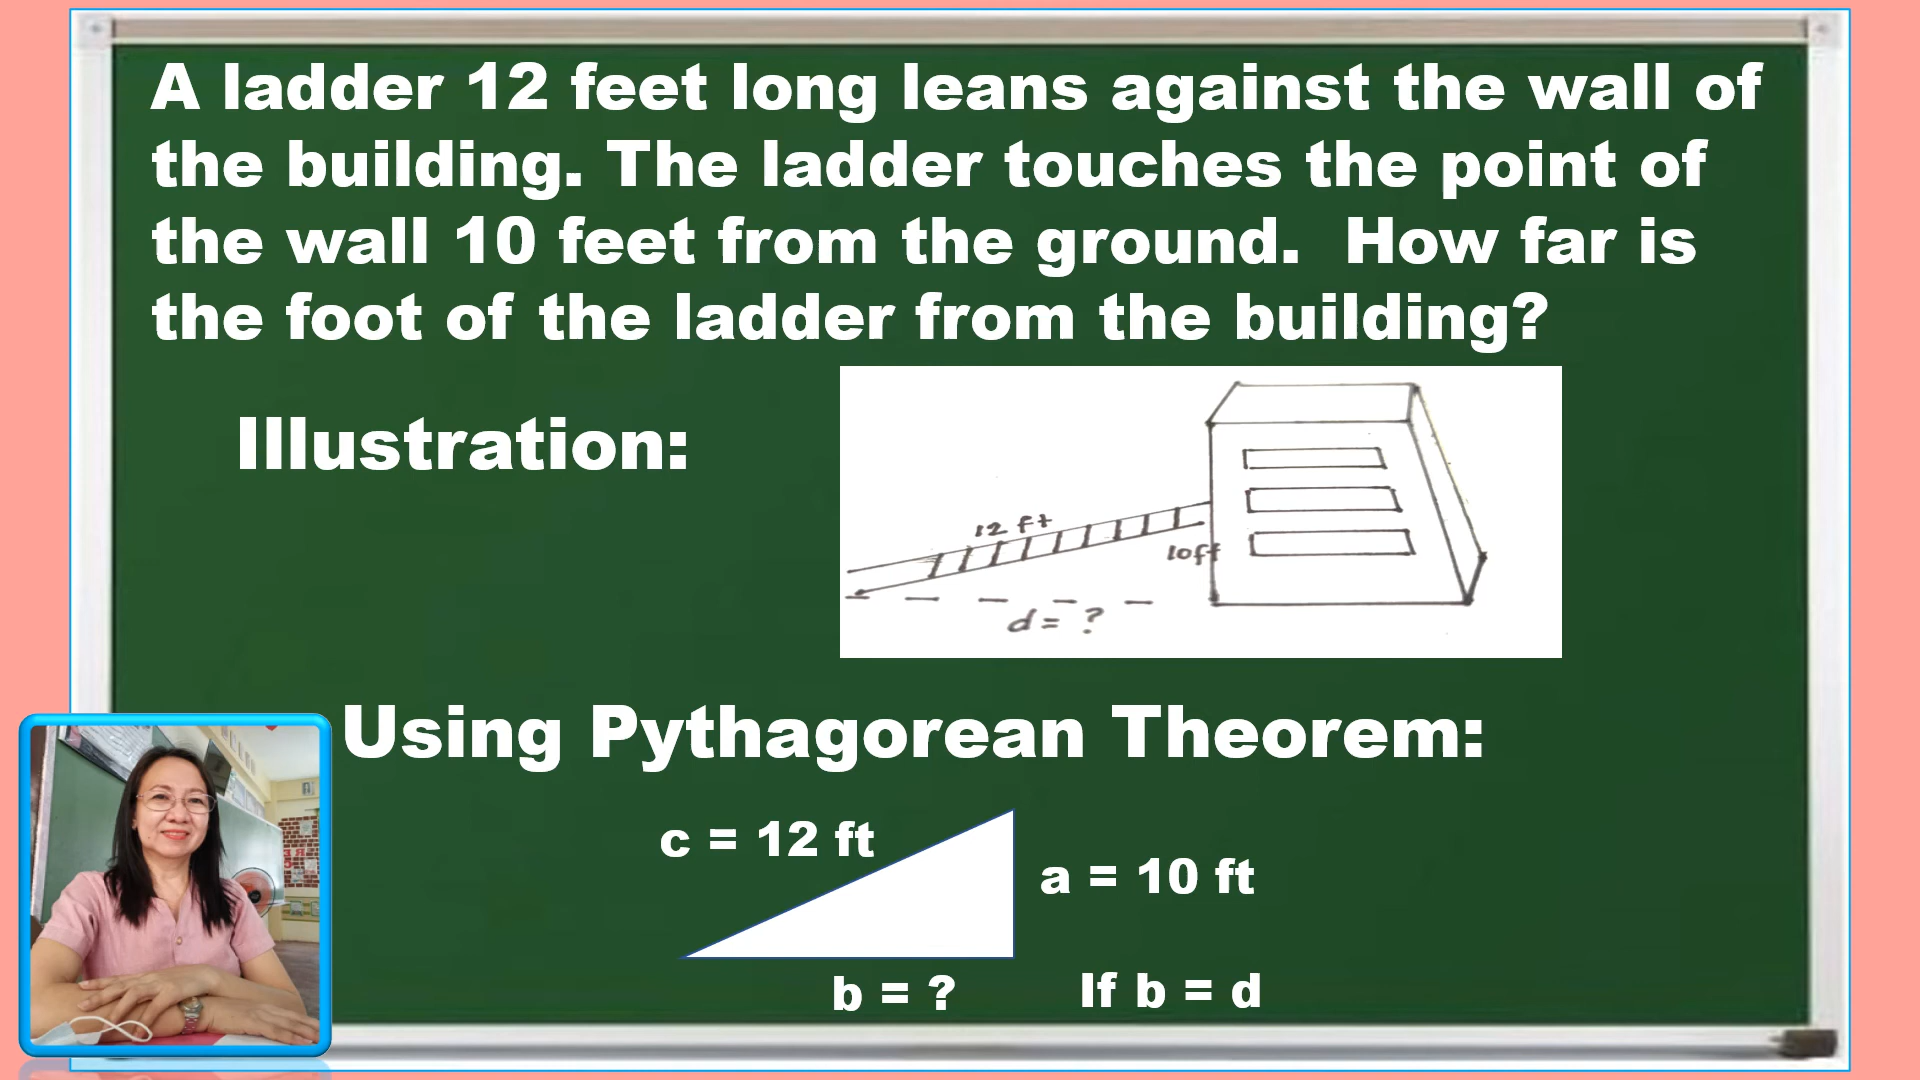 A ladder 12 feet long leans against the wall of
the building. The ladder touches the point of
the wall 10 feet from the ground. How far is
the foot of the ladder from the building?
Illustration:
12 ft
10ft
d = ?
Using Pythagorean Theorem:
c = 12 ft
a = 10 ft
b = ?
If b = d